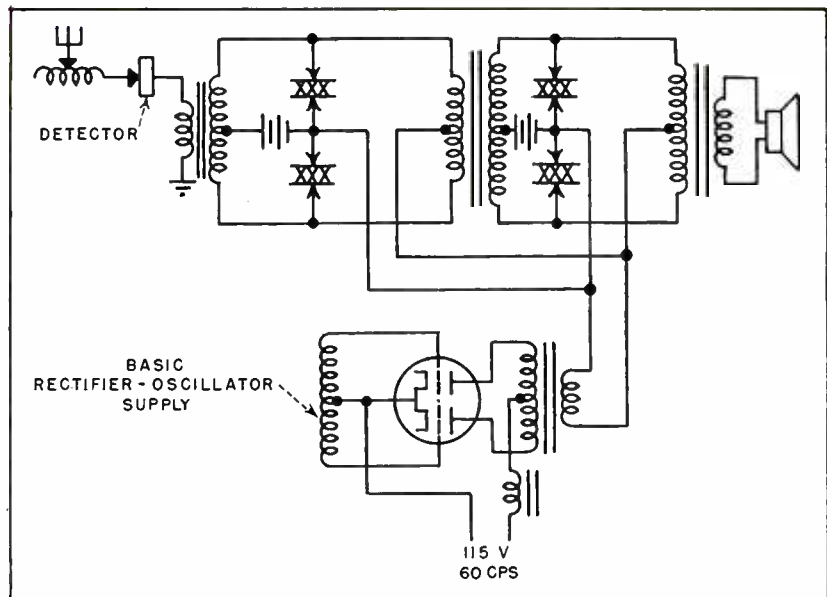 DETECTOR
BASIC
RECTIFIER-OSCILLATOR
SUPPLY
115 V
60 CPS